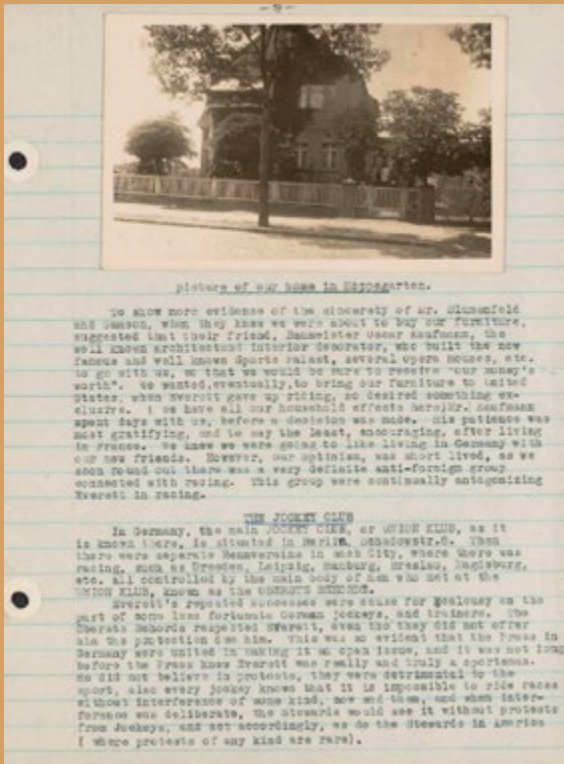 -9-
picture of our home in Hoppegarten.
To show more evidence of the sincerety of Mr. Blumenfeld
and Samson, when they knew we were about to buy our furniture,
suggested that their friend, Baumeister Oscar Kaufmann, the
well known architectand interior decorator, who built the now
famous and well known Sports Palast, several Opera Houses, etc.
to go with us, so that we would be sure to receive "our money's
worth". We wanted,eventually,to bring our furniture to United
States, when Everett gave up riding, so desired something ex-
clusive. ( we have all our household effects here)Mr. Kaufmann
spent days with us, before a decision was made. His patience was
most gratifying, and to say the least, encouraging, after living
in France. We knew we were going to like living in Germany with
our new friends. However, our optimism, was short lived, as we
soon found out there was a very definite anti-foreign group
connected with racing. This group were continually antagonizing
Everett in racing.
THE JOCKEY CLUB
In Germany, the main JOCKEY CLUB, or UNION KLUB, as it
is known there, is situated in Berlin, Schadowstr.8. Then
there were seperate Rennvereins in each City, where there was
racing, such as Dresden, Leipzig, Hamburg, Breslau, Magdburg,
etc. all controlled by the main body of men who met at the
UNION KLUB, known as the OBERSTE BEHORDE.
Everett's repeated successes were cause for jealousy on the
part of some less fortunate German jockeys, and trainers. The
Oberste Behorde respected Everett, even tho they did not offer
him the protection due him. This was so evident that the Press in
Germany were united in making it an open issue, and it was not long
before the Press knew Everett was really and truly a sportsman.
He did not believe in protests, they were detrimental to the
sport, also every jockey knows that it is impossible to ride races
without interference of some kind, now and then, and when inter-
ference was deliberate, the Stewards would see it without protests
from Jockeys, and act accordingly, as do the Stewards in America
( where protests of any kind are rare).